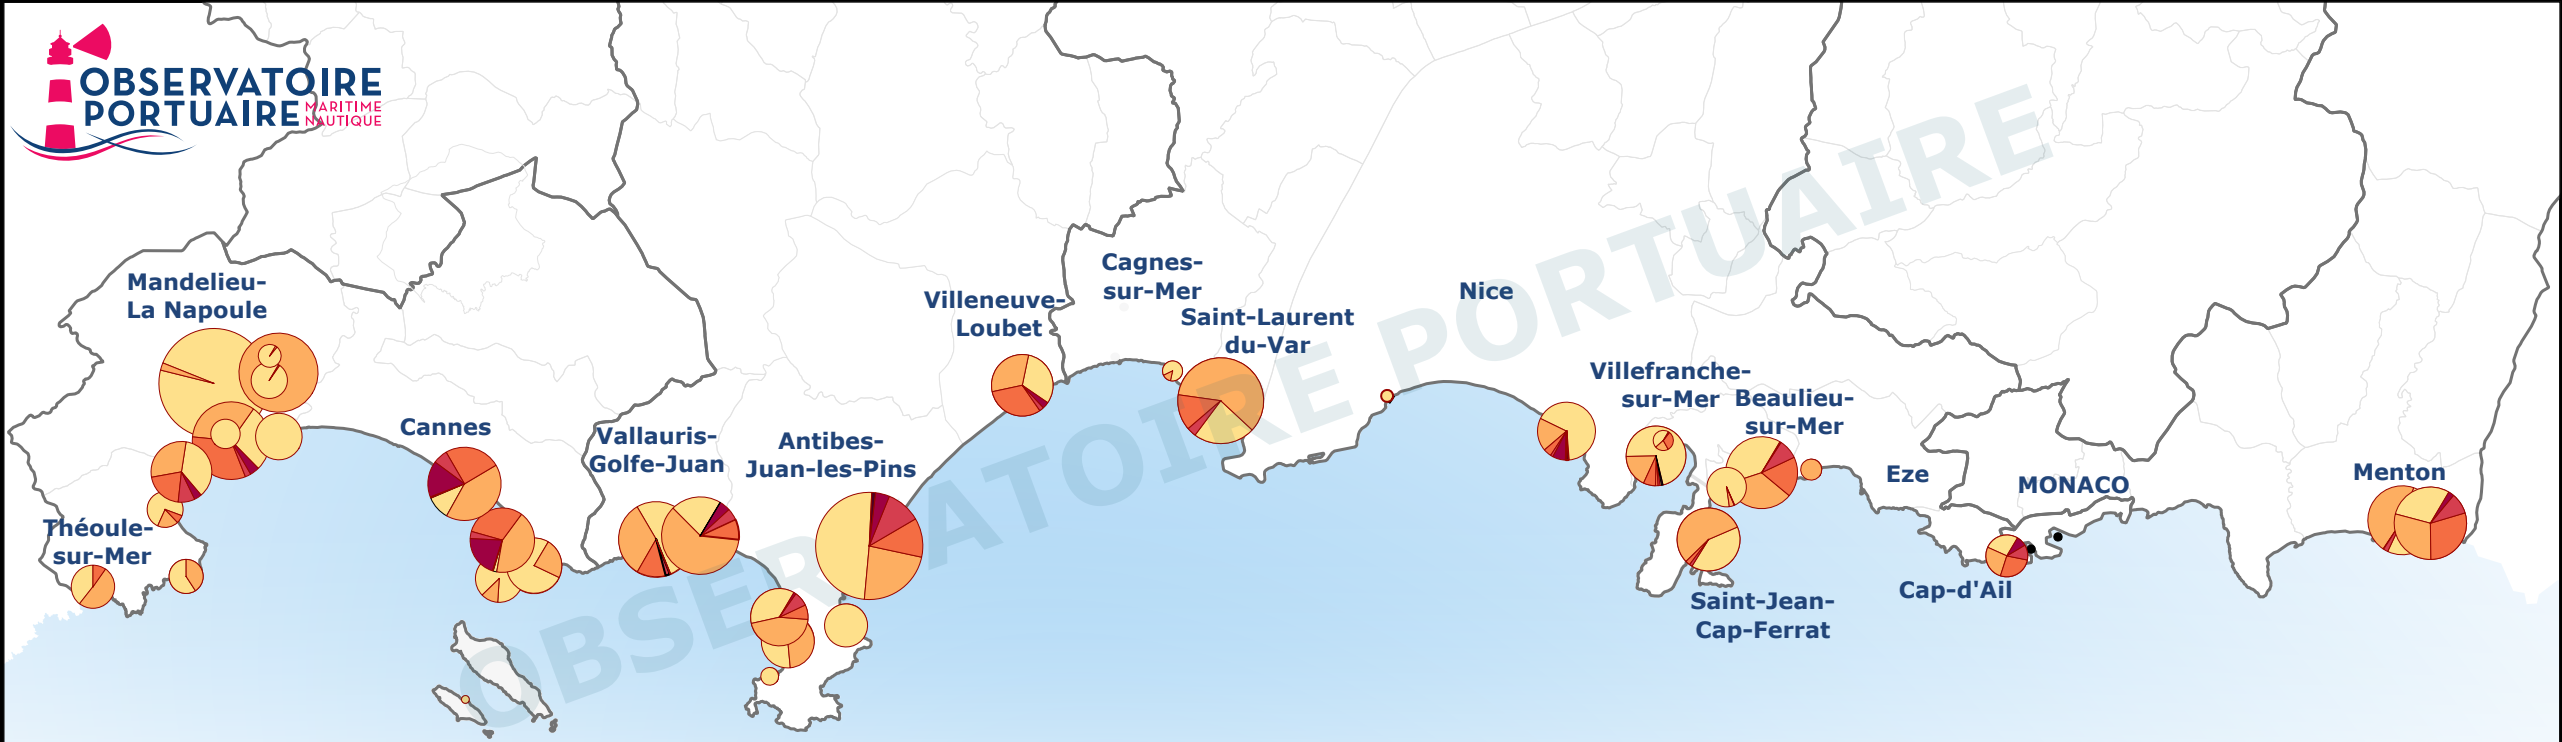 OBSERVATOIRE
PORTUAIRE MARITIME
NAUTIQUE
Mandelieu-
La Napoule
Théoule-
sur-Mer
Cannes
Vallauris-
Golfe-Juan
Antibes-
Juan-les-Pins
Villeneuve-
Loubet
Cagnes-
sur-Mer
Saint-Laurent
du-Var
Nice
Villefranche-
sur-Mer
Beaulieu-
sur-Mer
Saint-Jean-
Cap-Ferrat
Eze
MONACO
Cap-d'Ail
Menton
OBSERVATOIRE PORTUAIRE